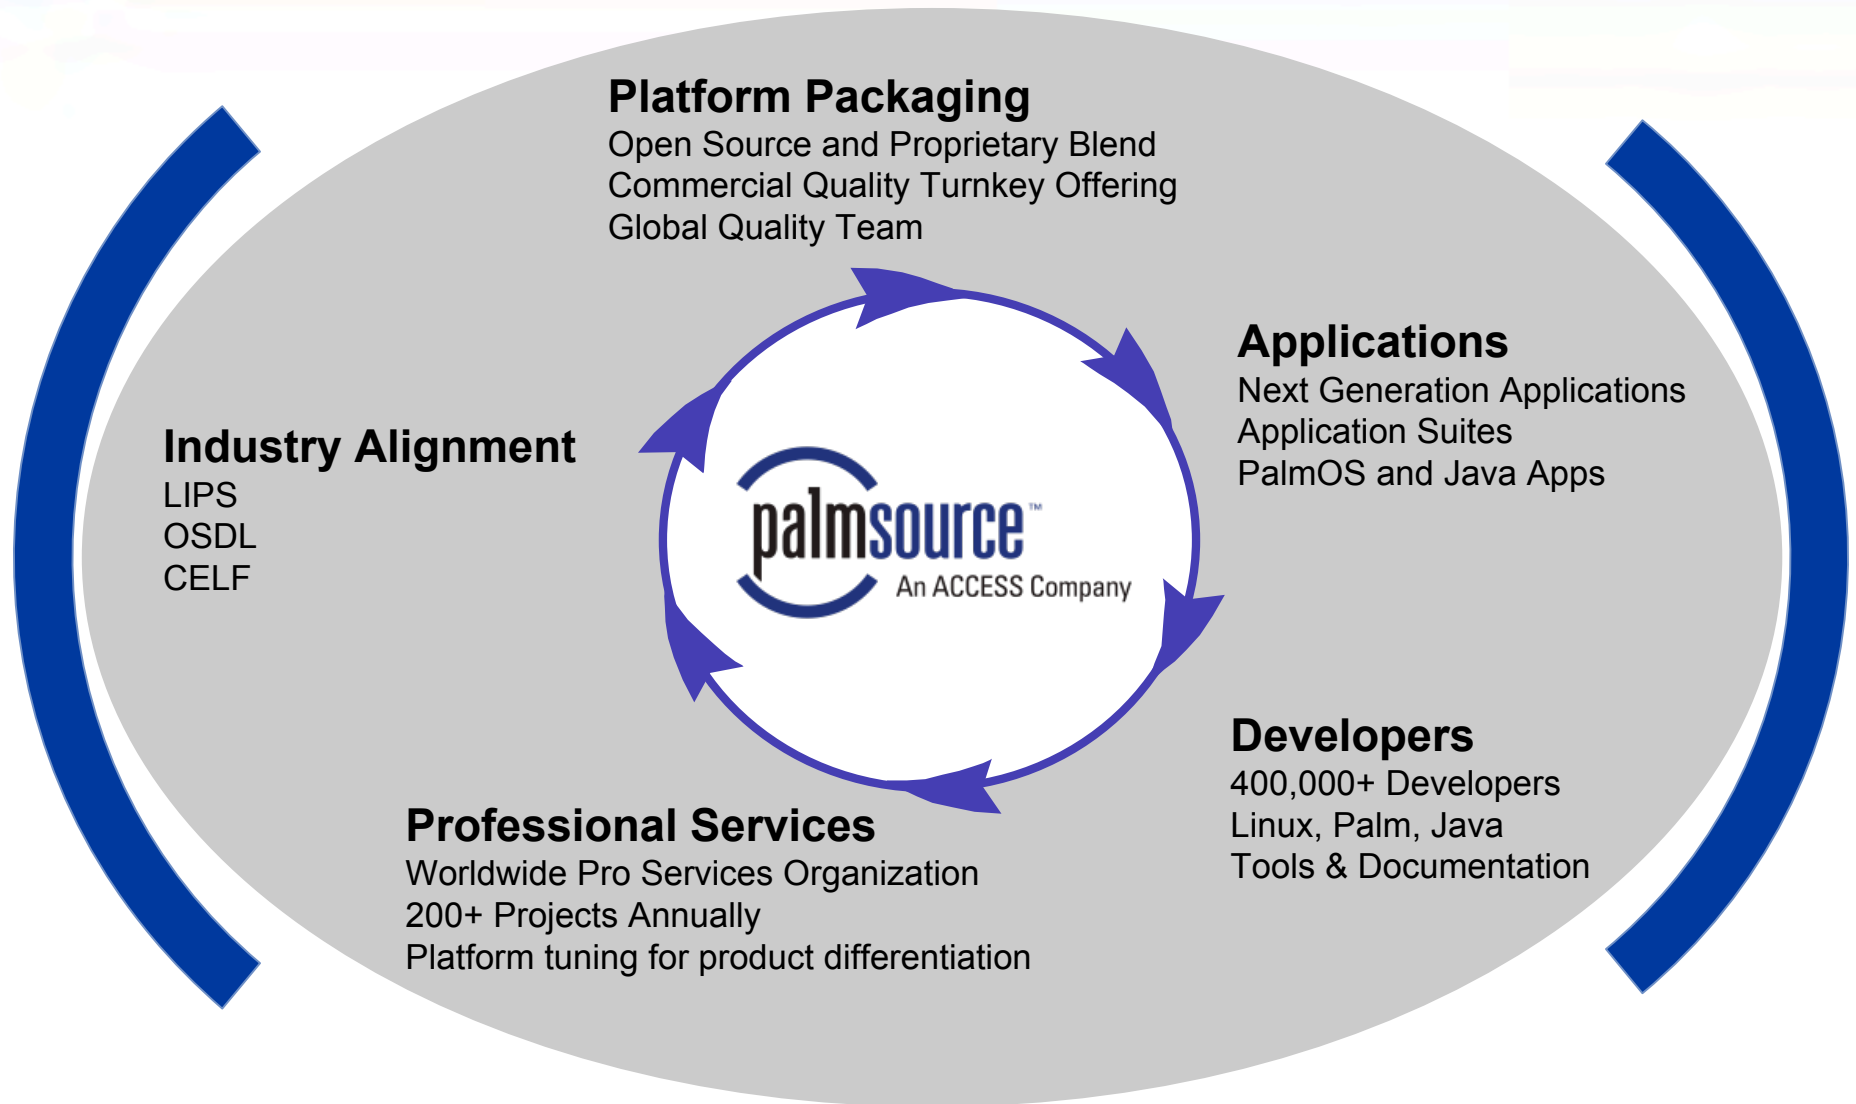 Platform Packaging
Open Source and Proprietary Blend
Commercial Quality Turnkey Offering
Global Quality Team
Applications
Next Generation Applications
Application Suites
PalmOS and Java Apps
Industry Alignment
LIPS
OSDL
CELF
palmsource™
An ACCESS Company
Developers
400,000+ Developers
Linux, Palm, Java
Tools & Documentation
Professional Services
Worldwide Pro Services Organization
200+ Projects Annually
Platform tuning for product differentiation